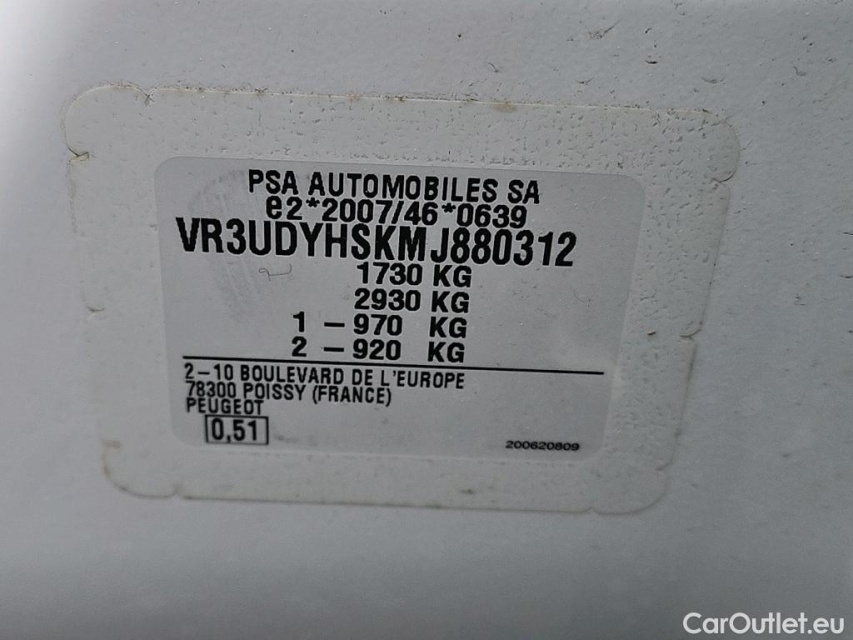 PSA AUTOMOBILES SA
e2*2007/46*0639
VR3UDYHSKMJ880312
1730 KG
2930 KG
1 – 970 KG
2 – 920 KG
2–10 BOULEVARD DE L'EUROPE
78300 POISSY (FRANCE)
PEUGEOT
0,51
200620809
CarOutlet.eu